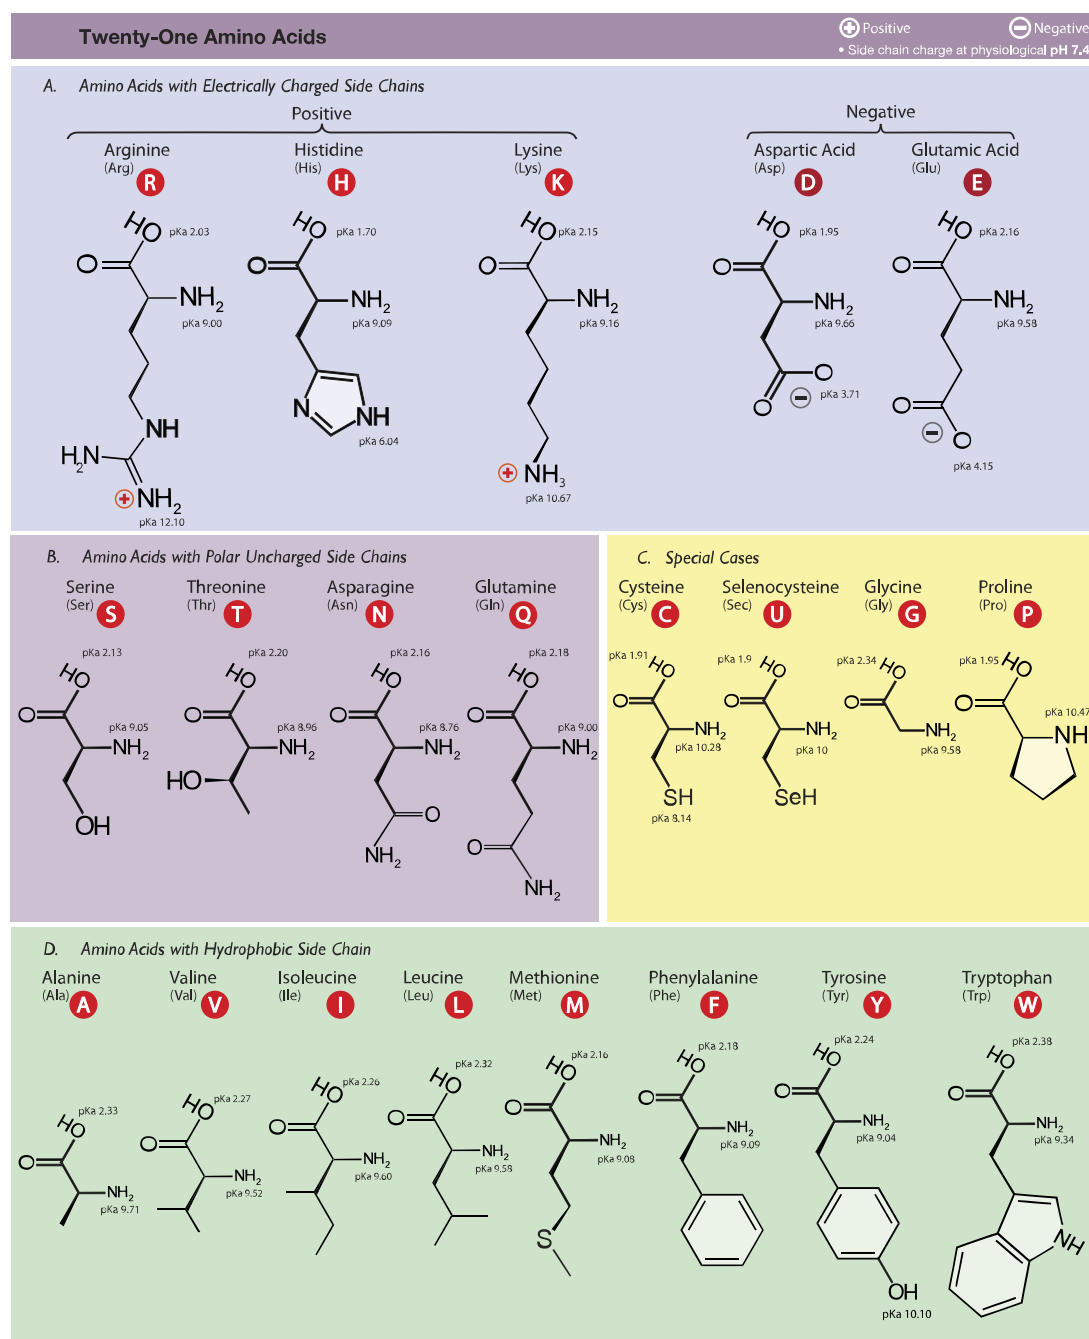 Twenty-One Amino Acids
+ Positive − Negative
• Side chain charge at physiological pH 7.4
A. Amino Acids with Electrically Charged Side Chains
Positive
Negative
Arginine
(Arg) R
HO pKa 2.03
O
NH2
pKa 9.00
NH
H2N
+ NH2
pKa 12.10
Histidine
(His) H
HO pKa 1.70
O
NH2
pKa 9.09
N NH
pKa 6.04
Lysine
(Lys) K
HO pKa 2.15
O
NH2
pKa 9.16
+ NH3
pKa 10.67
Aspartic Acid
(Asp) D
HO pKa 1.95
O
NH2
pKa 9.66
O
O − pKa 3.71
Glutamic Acid
(Glu) E
HO pKa 2.16
O
NH2
pKa 9.58
O
− O
pKa 4.15
B. Amino Acids with Polar Uncharged Side Chains
Serine
(Ser) S
pKa 2.13
HO
O
pKa 9.05
NH2
OH
Threonine
(Thr) T
pKa 2.20
HO
O
pKa 8.96
NH2
HO
Asparagine
(Asn) N
pKa 2.16
HO
O
pKa 8.76
NH2
O
NH2
Glutamine
(Gln) Q
pKa 2.18
HO
O
pKa 9.00
NH2
O
NH2
C. Special Cases
Cysteine
(Cys) C
pKa 1.91 HO
O
NH2
pKa 10.28
SH
pKa 8.14
Selenocysteine
(Sec) U
pKa 1.9 HO
O
NH2
pKa 10
SeH
Glycine
(Gly) G
pKa 2.34 HO
O
NH2
pKa 9.58
Proline
(Pro) P
pKa 1.95 HO
O
pKa 10.47
NH
D. Amino Acids with Hydrophobic Side Chain
Alanine
(Ala) A
pKa 2.33
HO
O
NH2
pKa 9.71
Valine
(Val) V
pKa 2.27
HO
O
NH2
pKa 9.52
Isoleucine
(Ile) I
HO pKa 2.26
O
NH2
pKa 9.60
Leucine
(Leu) L
pKa 2.32
HO
O
NH2
pKa 9.58
Methionine
(Met) M
pKa 2.16
HO
O
NH2
pKa 9.08
S
Phenylalanine
(Phe) F
pKa 2.18
HO
O
NH2
pKa 9.09
Tyrosine
(Tyr) Y
pKa 2.24
HO
O
NH2
pKa 9.04
OH
pKa 10.10
Tryptophan
(Trp) W
pKa 2.38
HO
O
NH2
pKa 9.34
NH